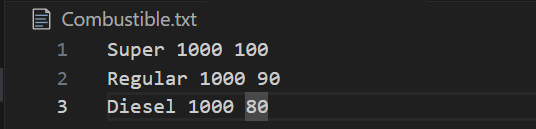 Combustible.txt
1 Super 1000 100
2 Regular 1000 90
3 Diesel 1000 80